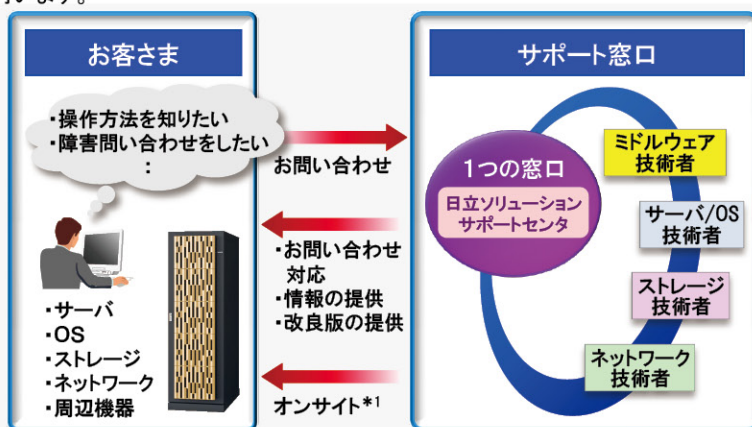 います。
お客さま
・操作方法を知りたい
・障害問い合わせをしたい
：
・サーバ
・OS
・ストレージ
・ネットワーク
・周辺機器
お問い合わせ
・お問い合わせ
対応
・情報の提供
・改良版の提供
オンサイト*1
サポート窓口
1つの窓口
日立ソリューション
サポートセンタ
ミドルウェア
技術者
サーバ/OS
技術者
ストレージ
技術者
ネットワーク
技術者